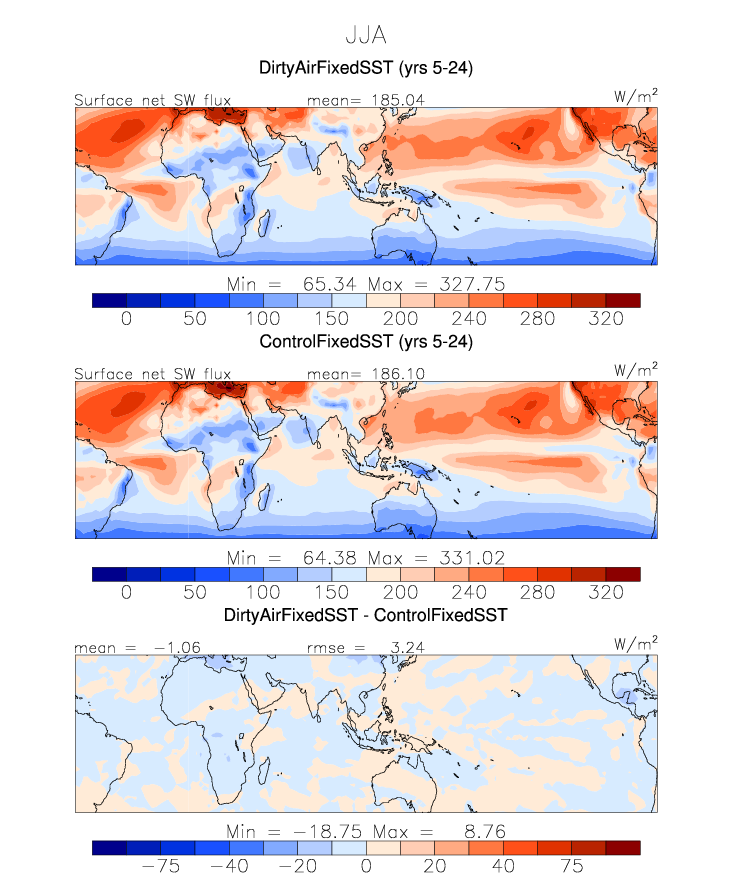 JJA
DirtyAirFixedSST (yrs 5-24)
Surface net SW flux mean= 185.04 W/m²
Min = 65.34 Max = 327.75
0 50 100 150 200 240 280 320
ControlFixedSST (yrs 5-24)
Surface net SW flux mean= 186.10 W/m²
Min = 64.38 Max = 331.02
0 50 100 150 200 240 280 320
DirtyAirFixedSST - ControlFixedSST
mean = -1.06 rmse = 3.24 W/m²
Min = -18.75 Max = 8.76
-75 -40 -20 0 20 40 75